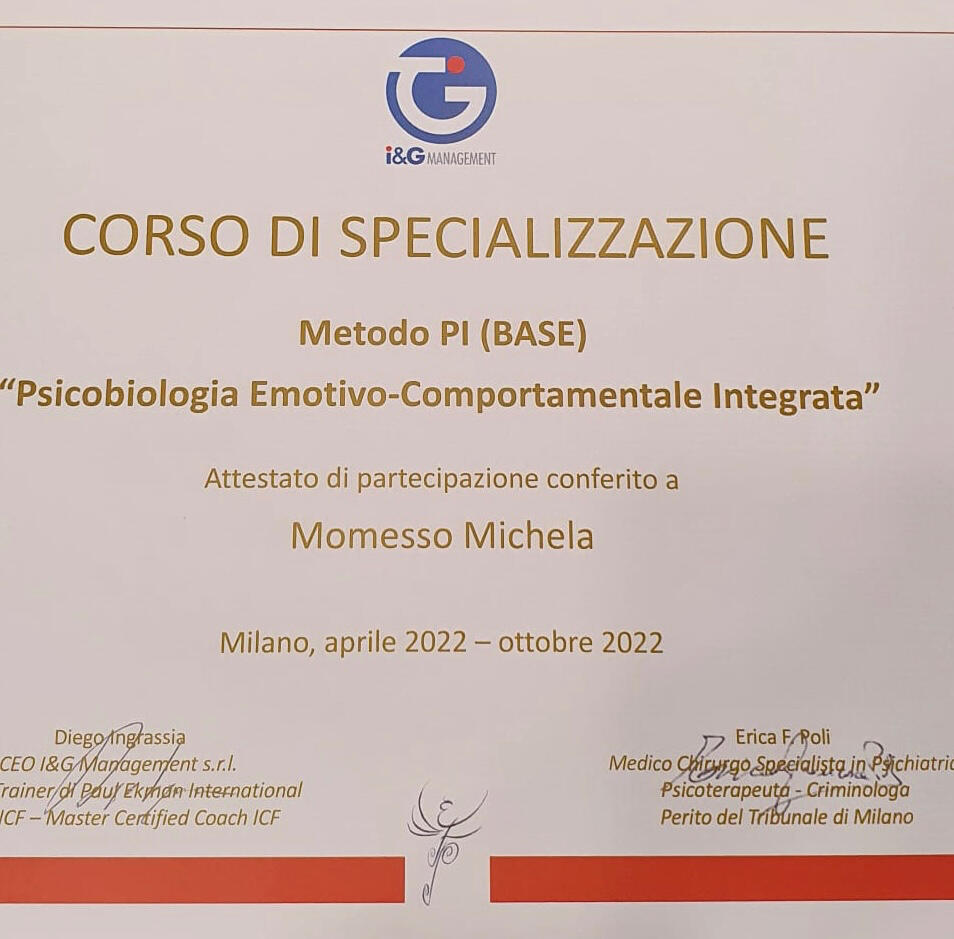 i&G MANAGEMENT
CORSO DI SPECIALIZZAZIONE
Metodo PI (BASE)
“Psicobiologia Emotivo-Comportamentale Integrata”
Attestato di partecipazione conferito a
Momesso Michela
Milano, aprile 2022 – ottobre 2022
Diego Ingrassia
CEO I&G Management s.r.l.
Trainer di Paul Ekman International
ICF – Master Certified Coach ICF
Erica F. Poli
Medico Chirurgo Specialista in Psichiatria
Psicoterapeuta - Criminologa
Perito del Tribunale di Milano